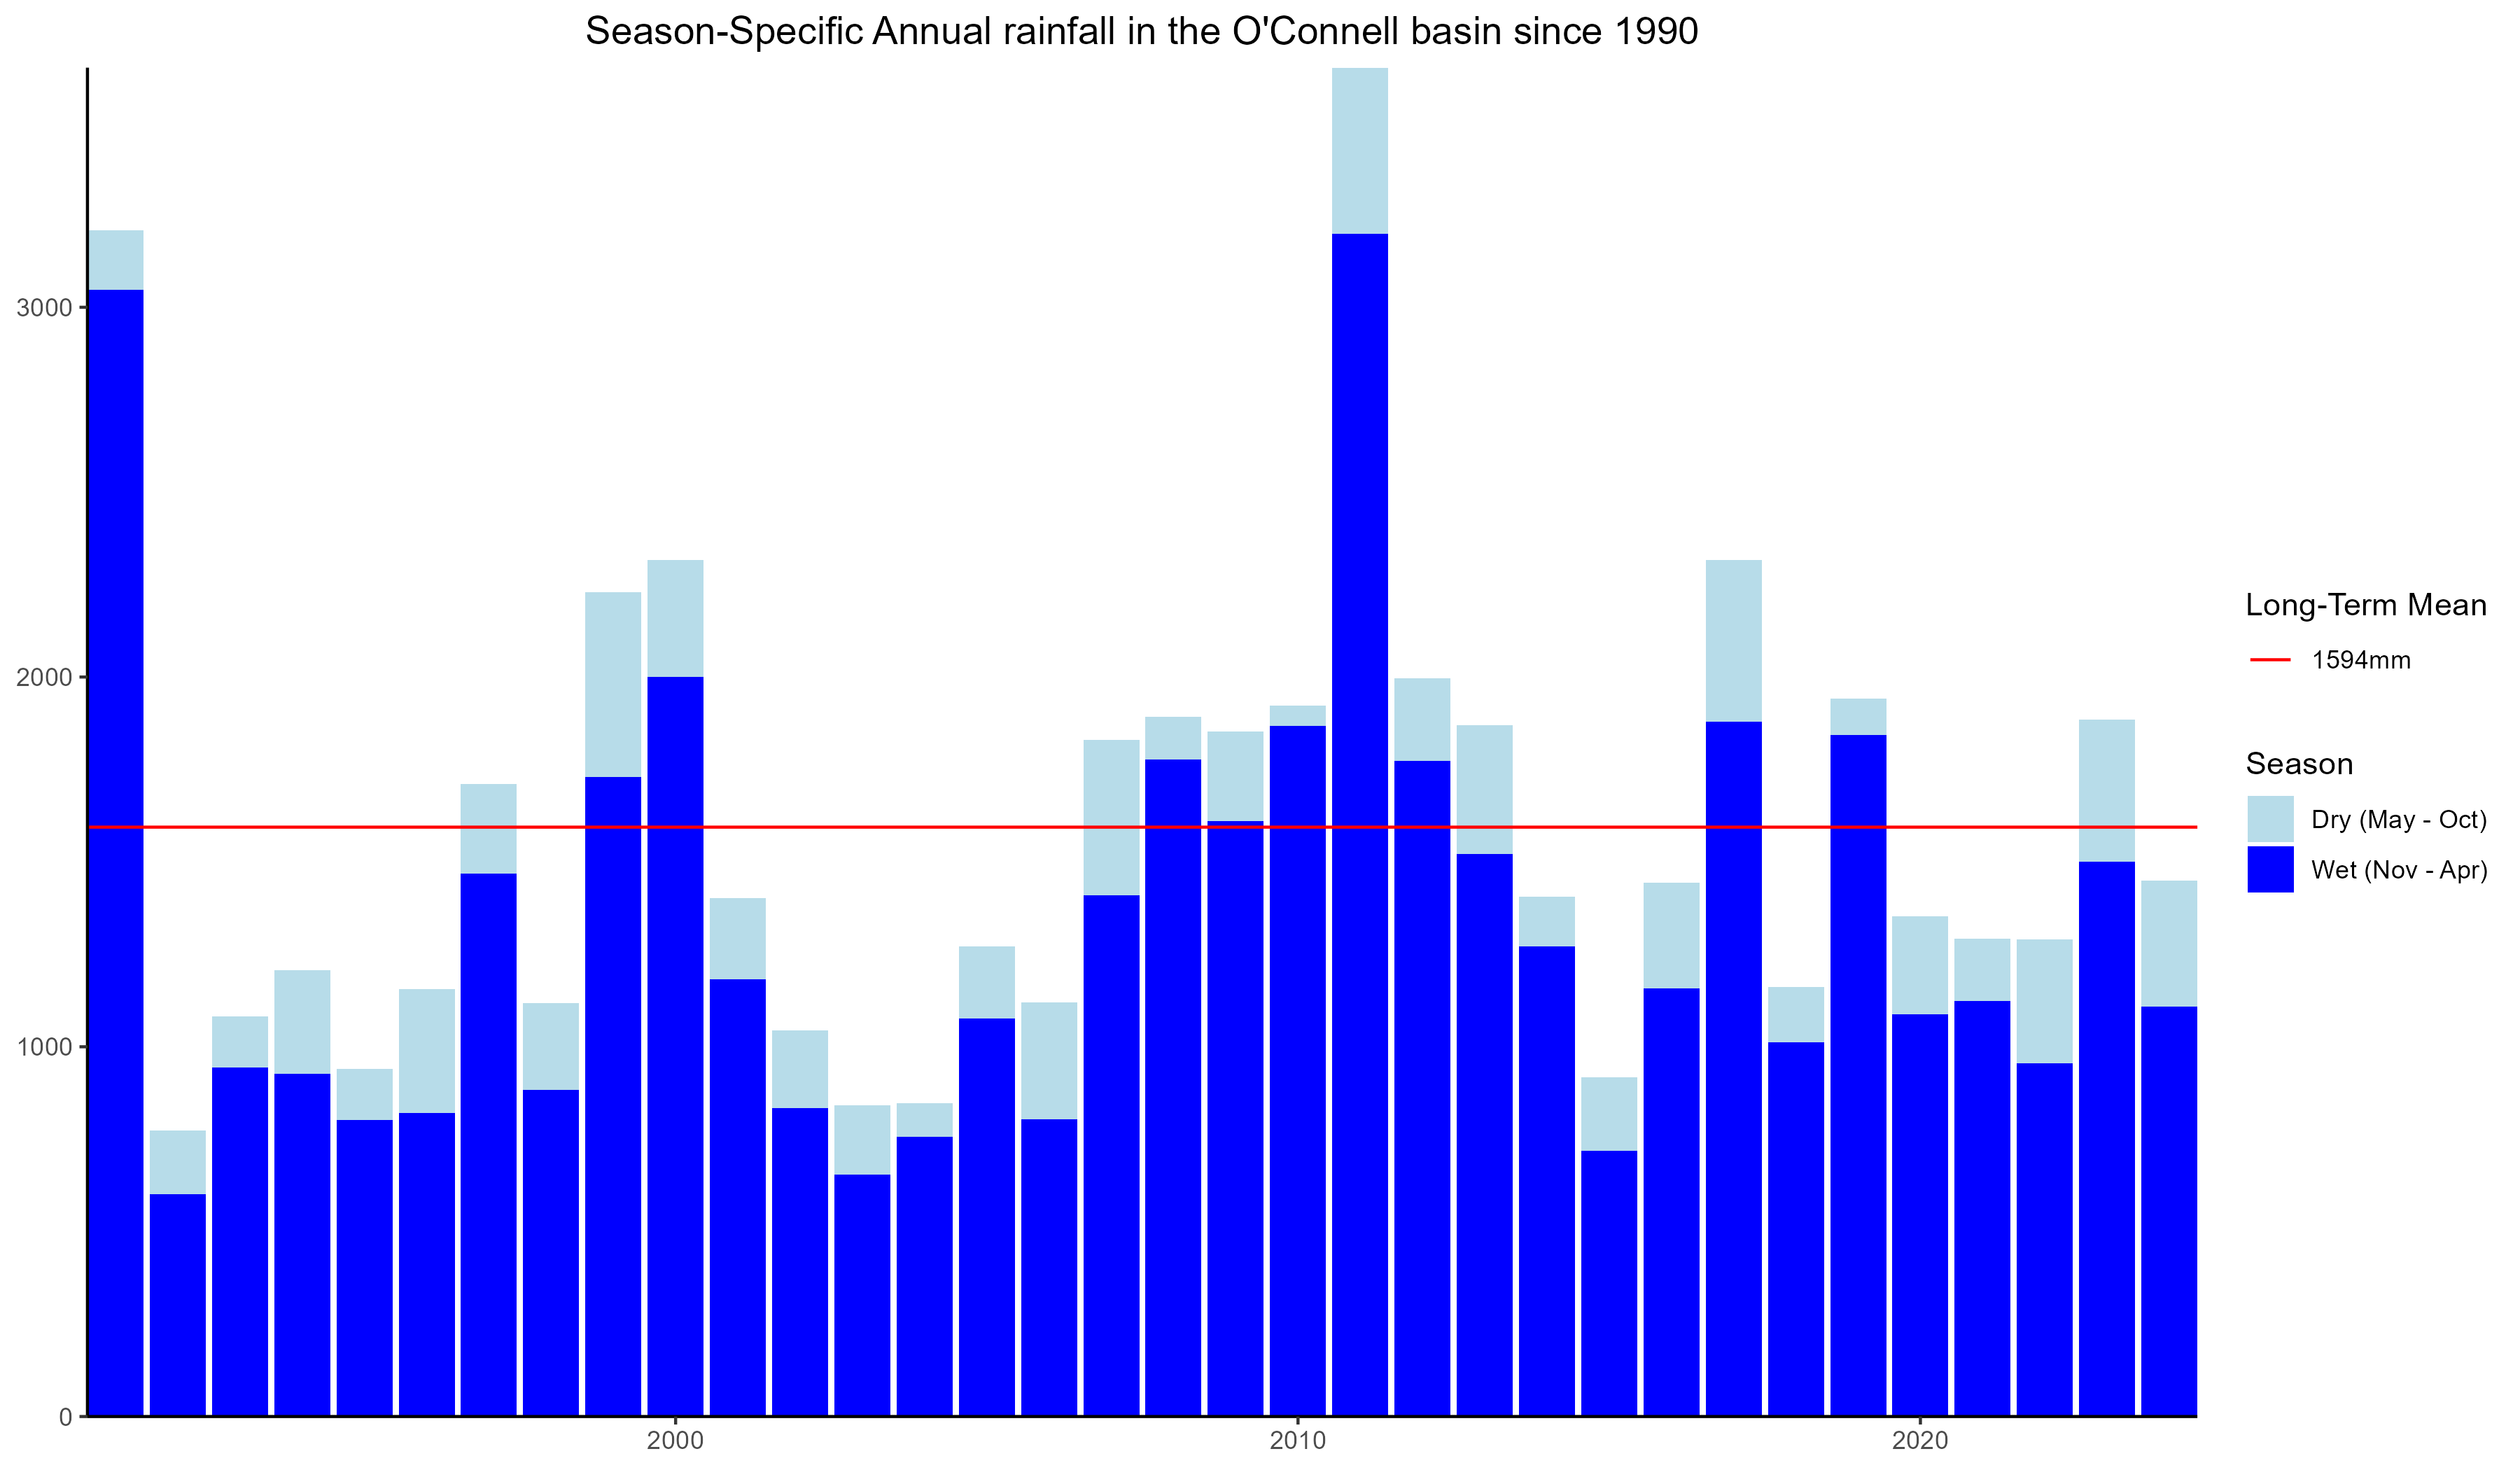 Season-Specific Annual rainfall in the O'Connell basin since 1990
3000
2000
1000
0
2000
2010
2020
Long-Term Mean
1594mm
Season
Dry (May - Oct)
Wet (Nov - Apr)